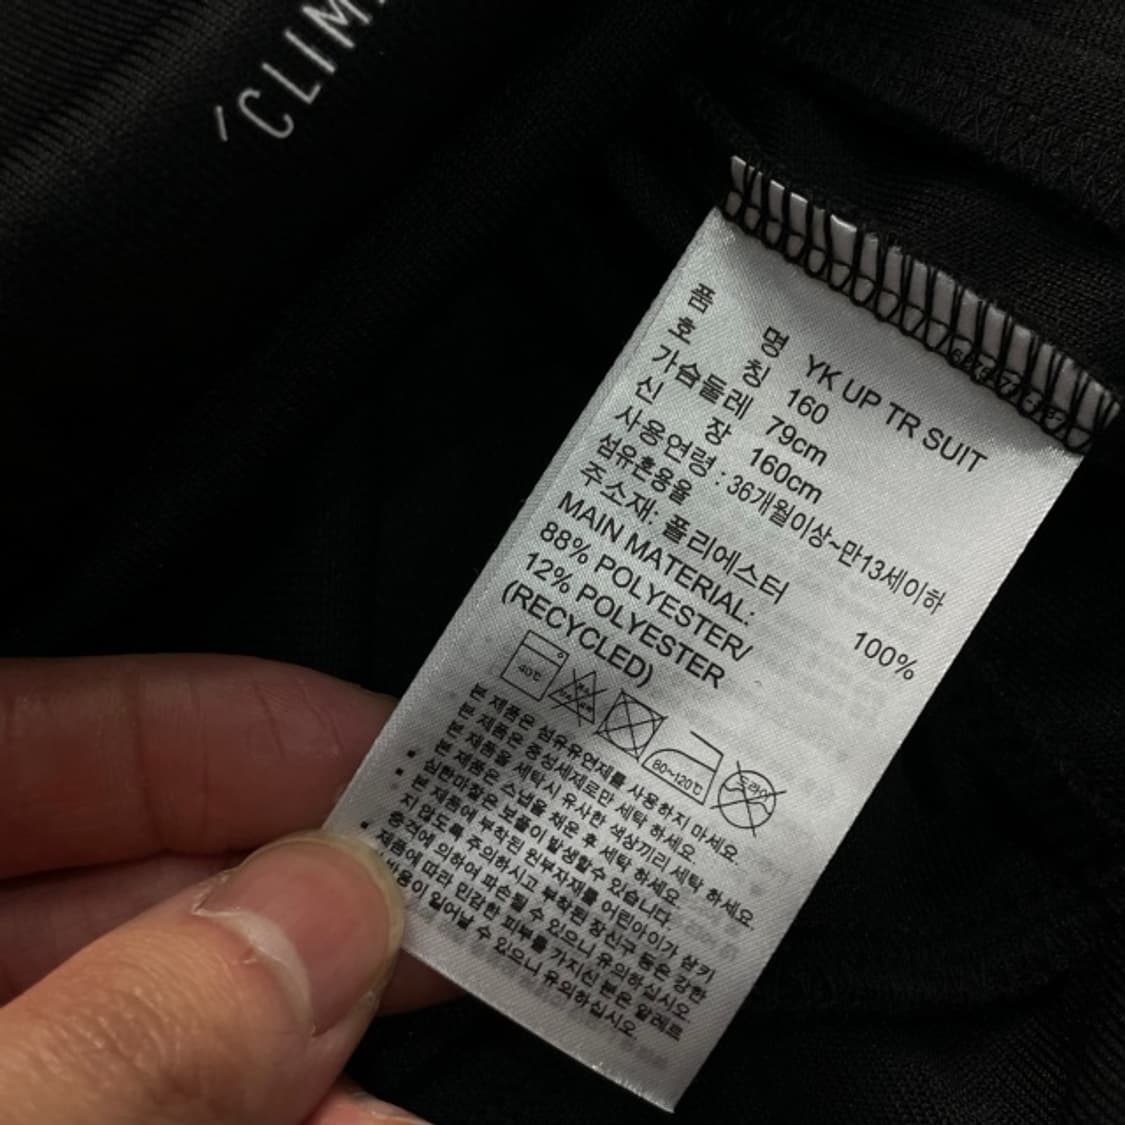 'CLIM
품 명 YK UP TR SUIT
호 칭 160
가슴둘레 79cm
신 장 160cm
사용연령 : 36개월이상~만13세이하
섬유혼용율
주소재: 폴리에스터 100%
MAIN MATERIAL:
88% POLYESTER/
12% POLYESTER
(RECYCLED)
40℃
80~120℃
드라이
본 제품은 섬유유연제를 사용하지 마세요.
본 제품은 중성세제로만 세탁 하세요.
본 제품을 세탁시 유사한 색상끼리 세탁 하세요.
본 제품은 스냅을 채운 후 세탁 하세요.
심한마찰은 보풀이 발생할수 있습니다.
본 제품에 부착된 원부자재를 어린아이가 삼키
지 않도록 주의하시고 부착된 장신구 등은 강한
충격에 의하여 파손될 수 있으니 유의하십시오.
제품에 따라 민감한 피부를 가지신 분은 알레르
이 일어날 수 있으니 유의하십시오.